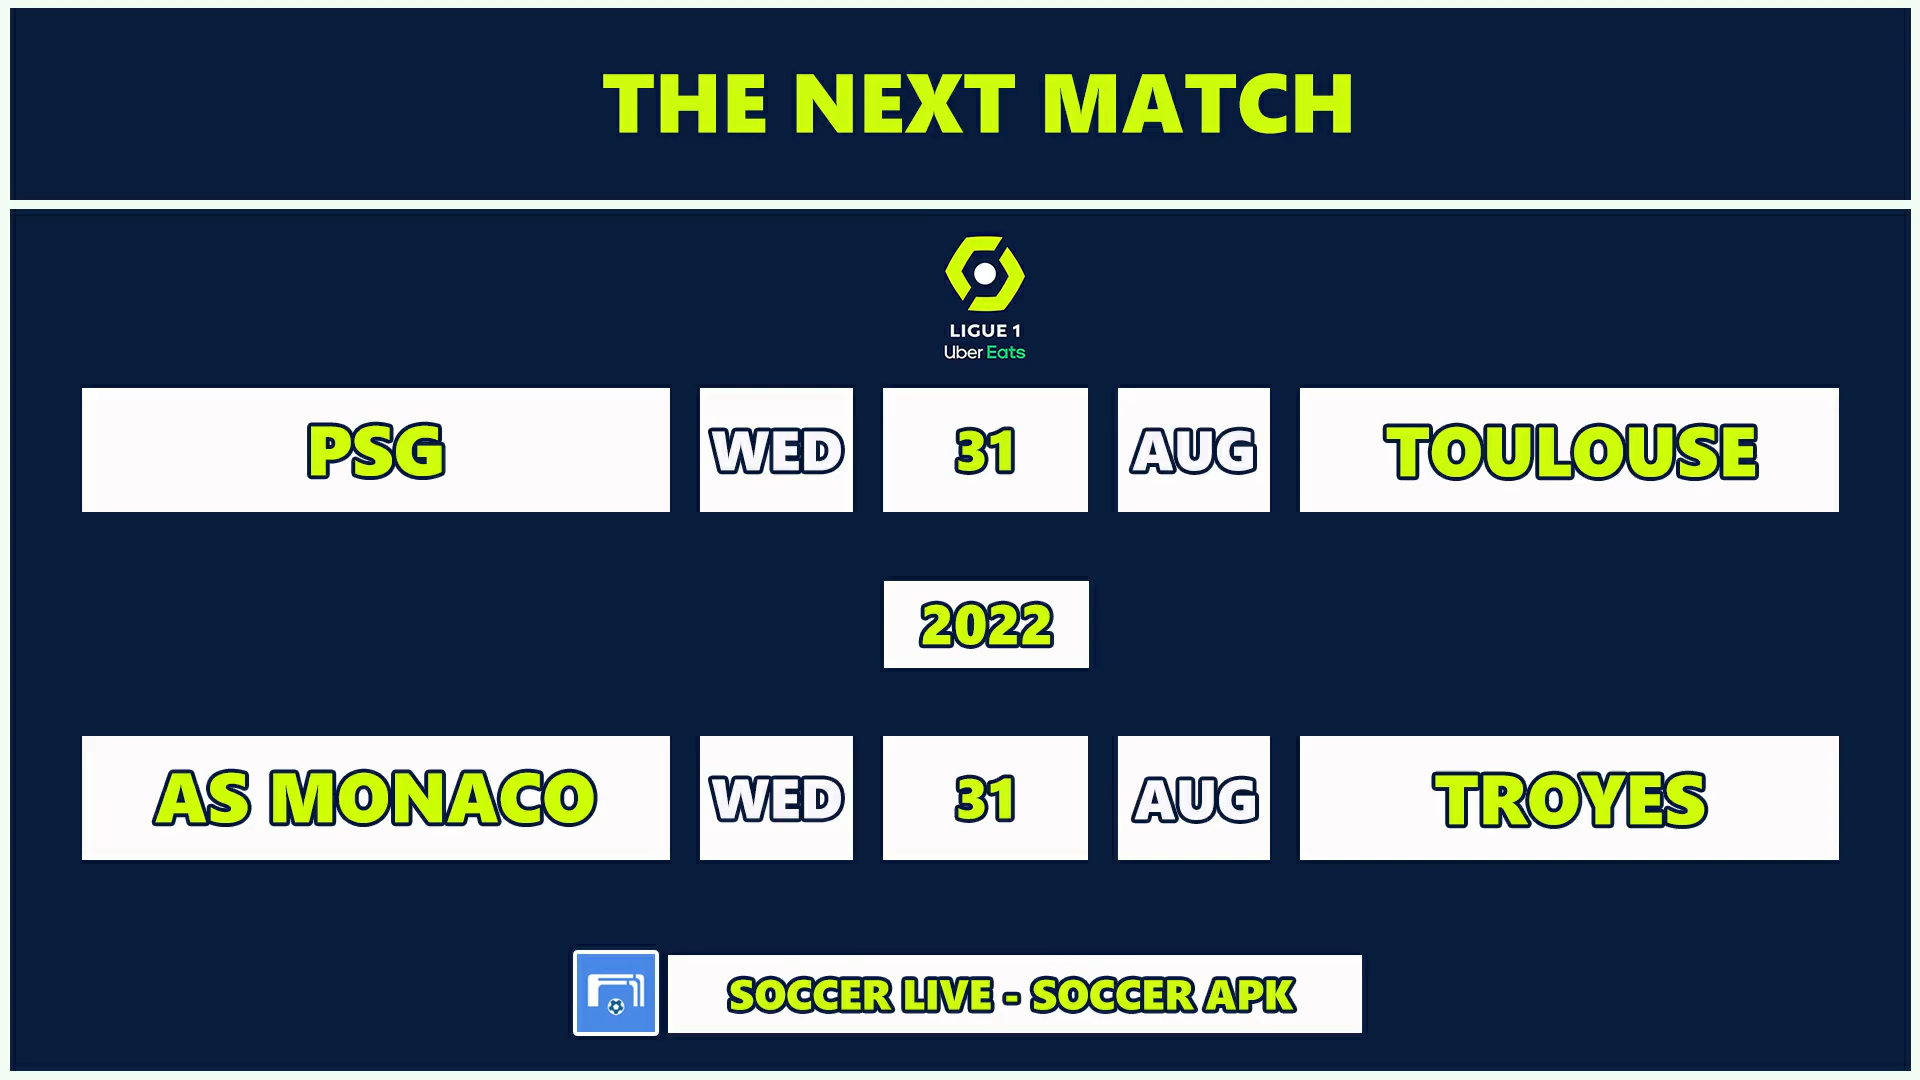 THE NEXT MATCH
LIGUE 1
Uber Eats
PSG WED 31 AUG TOULOUSE
2022
AS MONACO WED 31 AUG TROYES
SOCCER LIVE - SOCCER APK